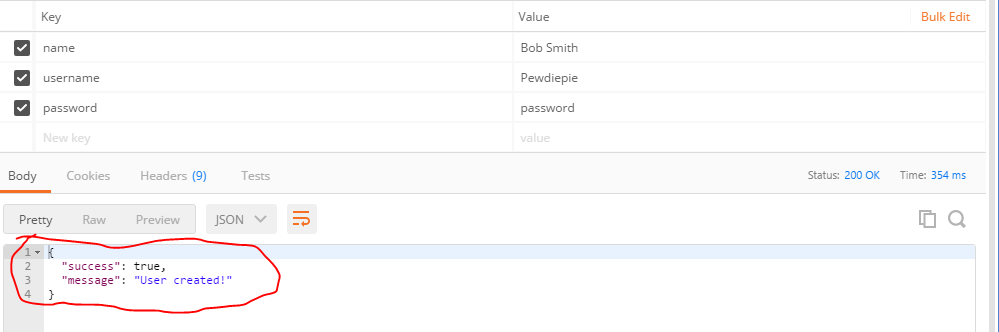 Key Value Bulk Edit
name Bob Smith
username Pewdiepie
password password
New key value
Body Cookies Headers (9) Tests Status: 200 OK Time: 354 ms
Pretty Raw Preview JSON
1 {
2 "success": true,
3 "message": "User created!"
4 }